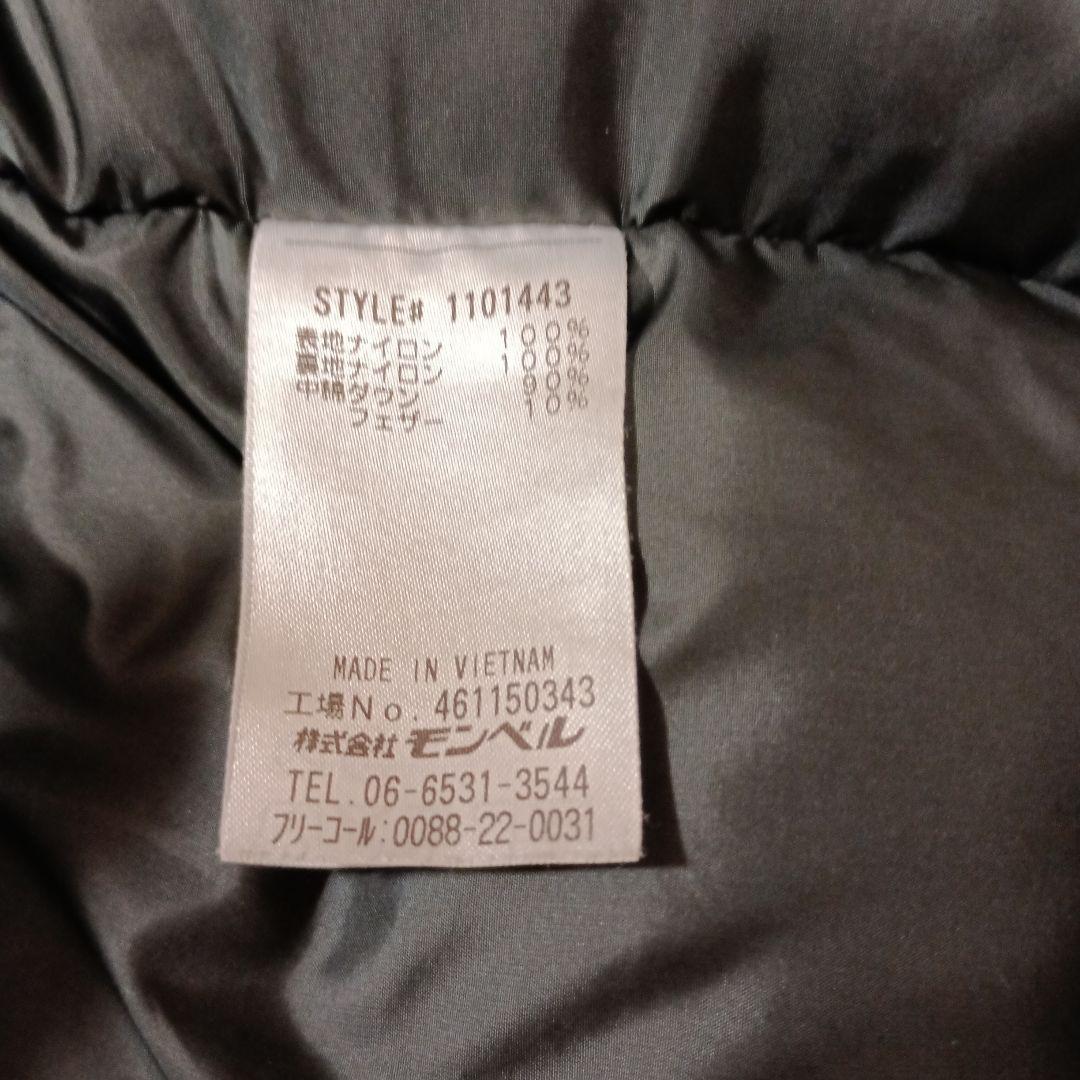 STYLE# 1101443
表地ナイロン 100%
裏地ナイロン 100%
中綿ダウン 90%
フェザー 10%
MADE IN VIETNAM
工場No. 461150343
株式会社モンベル
TEL. 06-6531-3544
フリーコール:0088-22-0031